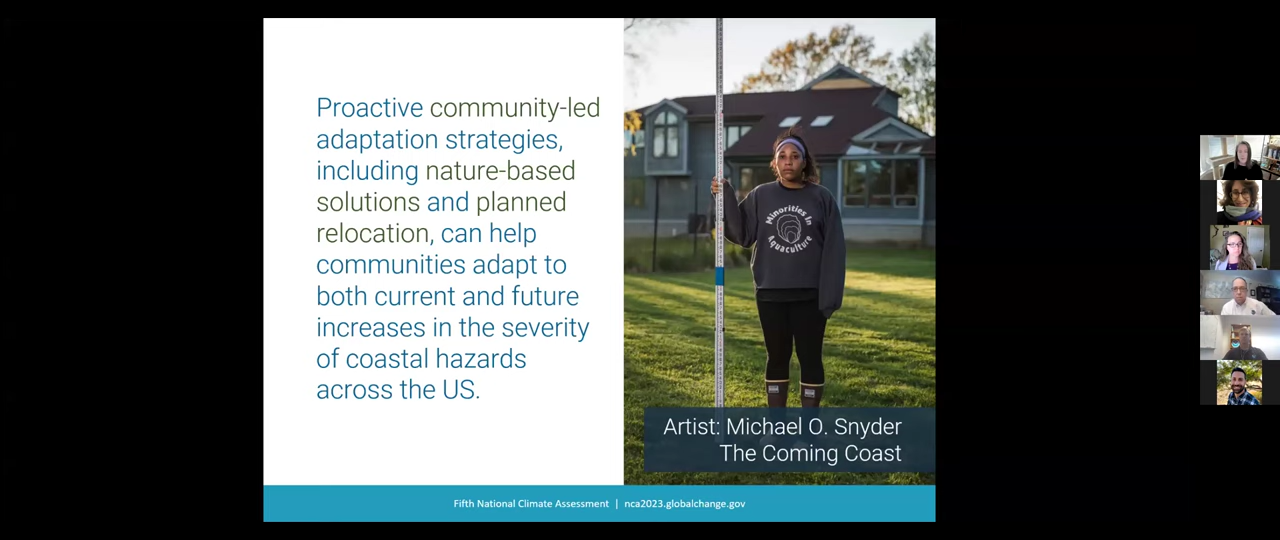 Proactive community-led
adaptation strategies,
including nature-based
solutions and planned
relocation, can help
communities adapt to
both current and future
increases in the severity
of coastal hazards
across the US.
Minorities In
Aquaculture
Artist: Michael O. Snyder
The Coming Coast
Fifth National Climate Assessment | nca2023.globalchange.gov